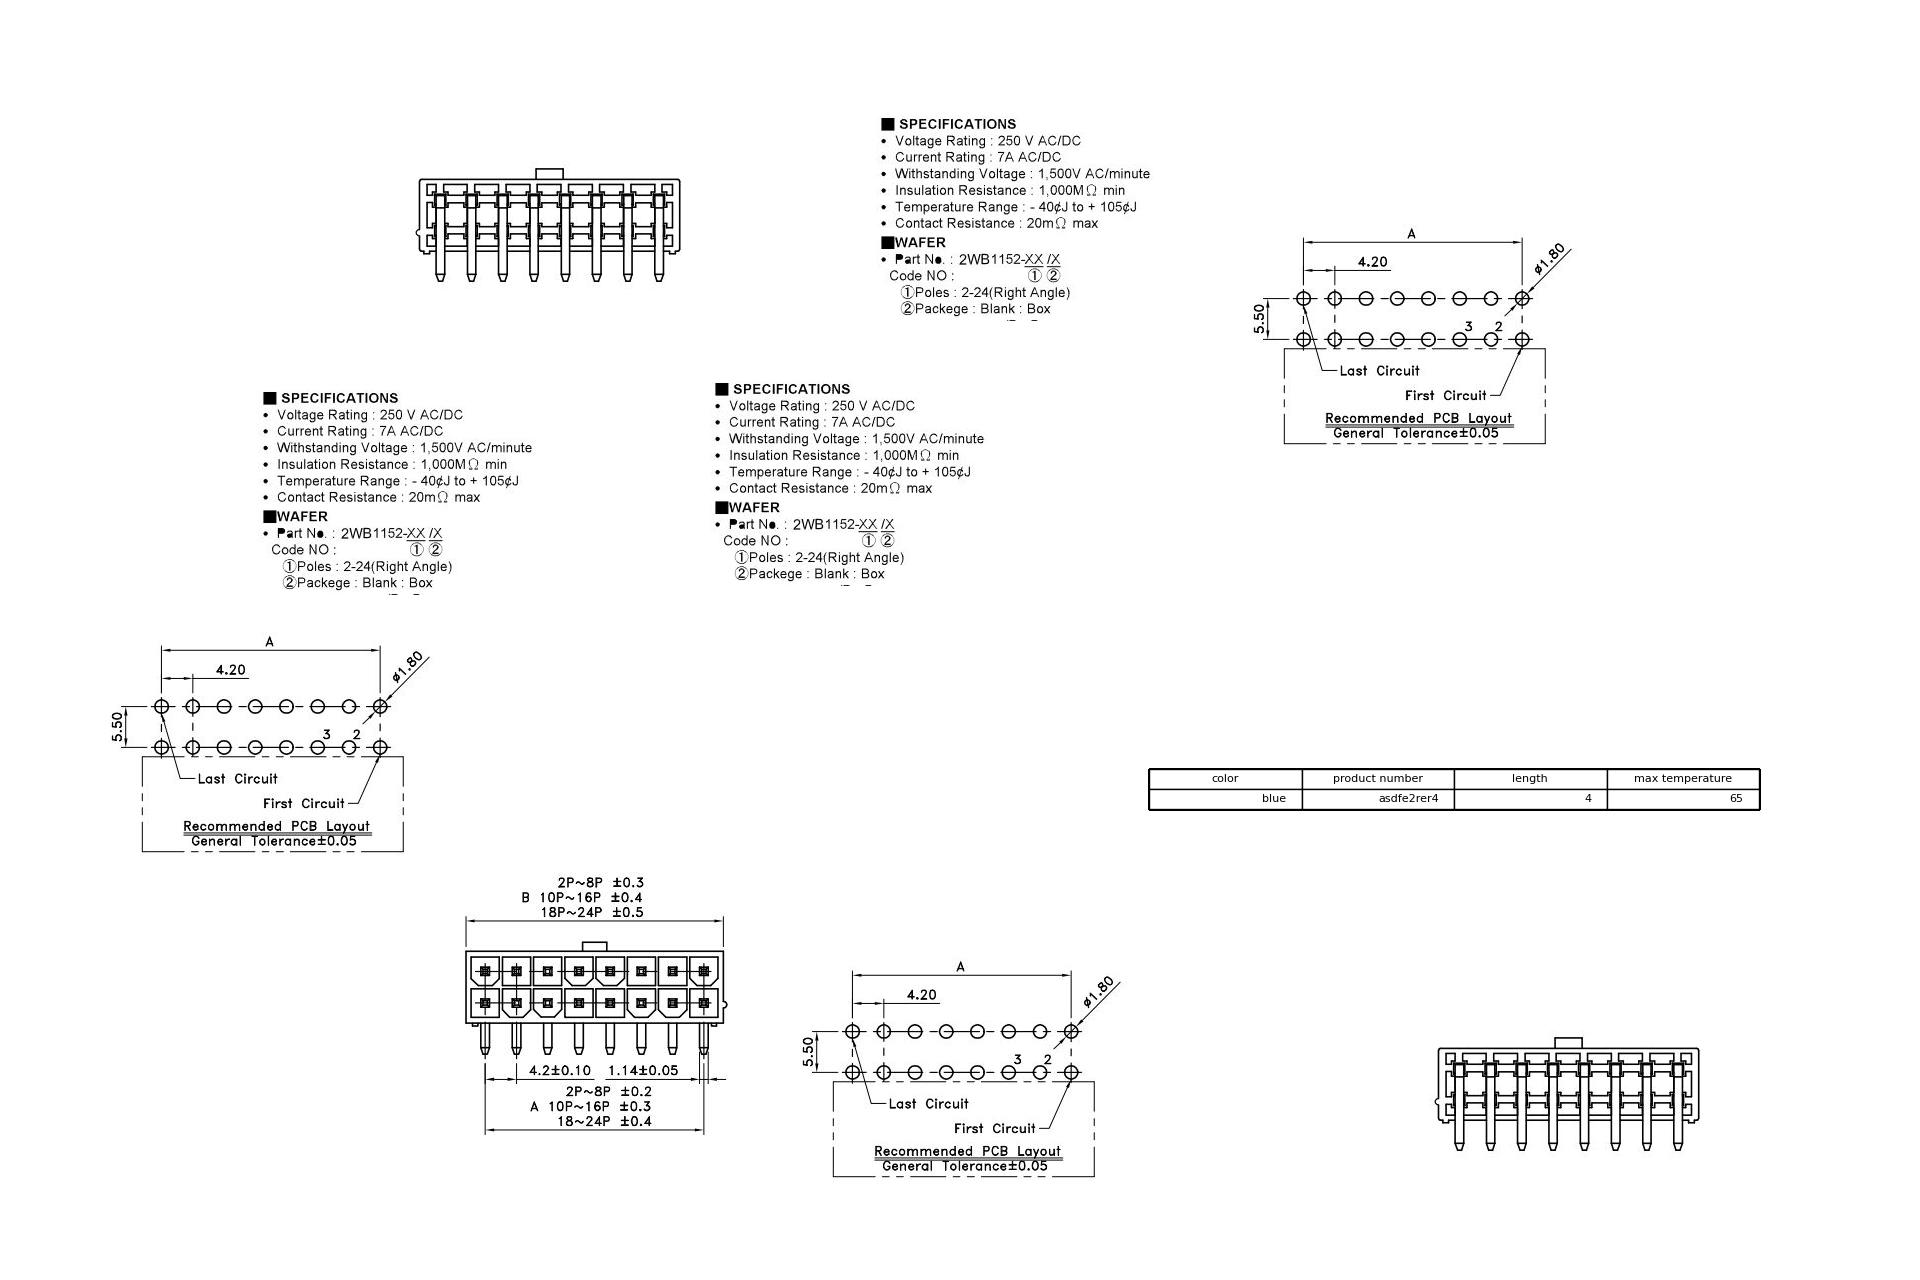 ■ SPECIFICATIONS
• Voltage Rating : 250 V AC/DC
• Current Rating : 7A AC/DC
• Withstanding Voltage : 1,500V AC/minute
• Insulation Resistance : 1,000MΩ min
• Temperature Range : - 40¢J to + 105¢J
• Contact Resistance : 20mΩ max
■WAFER
• Part No. : 2WB1152-XX /X
Code NO : ① ②
①Poles : 2-24(Right Angle)
②Packege : Blank : Box
A
4.20
ø1.80
5.50
3 2
Last Circuit
First Circuit
Recommended PCB Layout
General Tolerance±0.05
■ SPECIFICATIONS
• Voltage Rating : 250 V AC/DC
• Current Rating : 7A AC/DC
• Withstanding Voltage : 1,500V AC/minute
• Insulation Resistance : 1,000MΩ min
• Temperature Range : - 40¢J to + 105¢J
• Contact Resistance : 20mΩ max
■WAFER
• Part No. : 2WB1152-XX /X
Code NO : ① ②
①Poles : 2-24(Right Angle)
②Packege : Blank : Box
■ SPECIFICATIONS
• Voltage Rating : 250 V AC/DC
• Current Rating : 7A AC/DC
• Withstanding Voltage : 1,500V AC/minute
• Insulation Resistance : 1,000MΩ min
• Temperature Range : - 40¢J to + 105¢J
• Contact Resistance : 20mΩ max
■WAFER
• Part No. : 2WB1152-XX /X
Code NO : ① ②
①Poles : 2-24(Right Angle)
②Packege : Blank : Box
A
4.20
ø1.80
5.50
3 2
Last Circuit
First Circuit
Recommended PCB Layout
General Tolerance±0.05
color product number length max temperature
blue asdfe2rer4 4 65
2P~8P ±0.3
B 10P~16P ±0.4
18P~24P ±0.5
4.2±0.10 1.14±0.05
2P~8P ±0.2
A 10P~16P ±0.3
18~24P ±0.4
A
4.20
ø1.80
5.50
3 2
Last Circuit
First Circuit
Recommended PCB Layout
General Tolerance±0.05